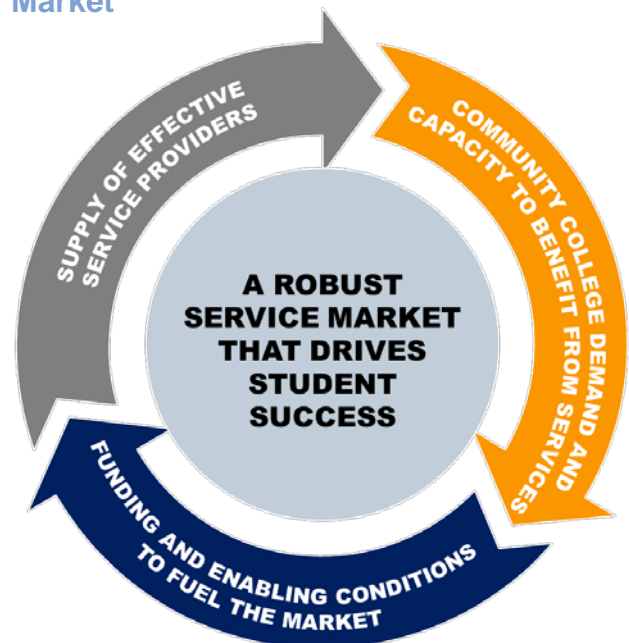 Market
SUPPLY OF EFFECTIVE
SERVICE PROVIDERS
COMMUNITY COLLEGE DEMAND AND
CAPACITY TO BENEFIT FROM SERVICES
A ROBUST
SERVICE MARKET
THAT DRIVES
STUDENT
SUCCESS
FUNDING AND ENABLING CONDITIONS
TO FUEL THE MARKET